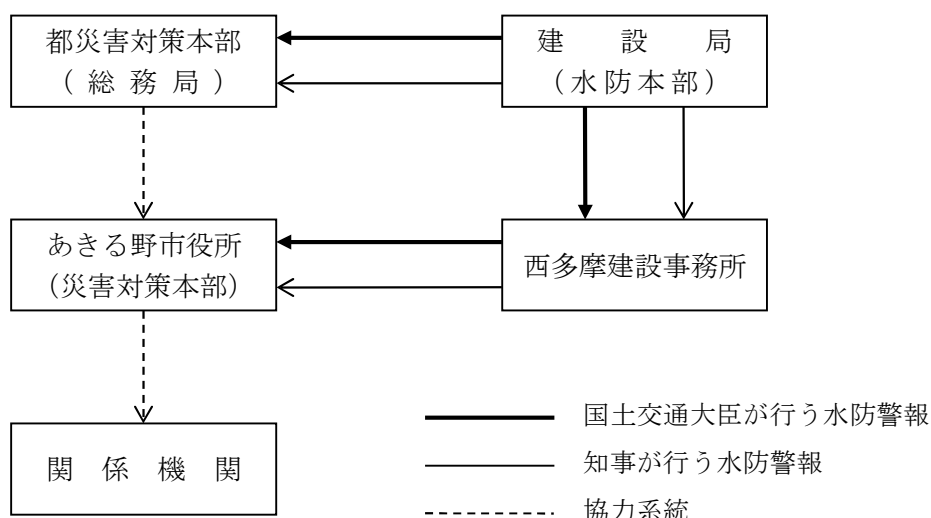 都災害対策本部
(総務局)
建設局
(水防本部)
あきる野市役所
(災害対策本部)
西多摩建設事務所
関係機関
国土交通大臣が行う水防警報
知事が行う水防警報
協力系統